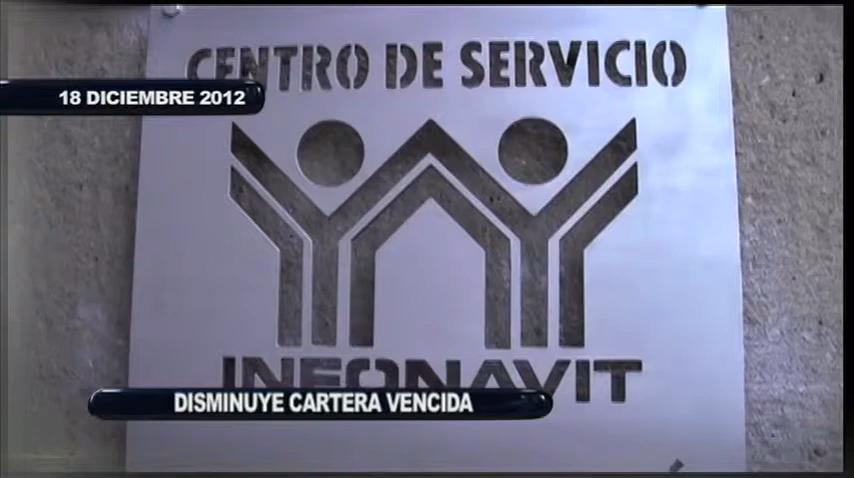 CENTRO DE SERVICIO
18 DICIEMBRE 2012
INFONAVIT
DISMINUYE CARTERA VENCIDA